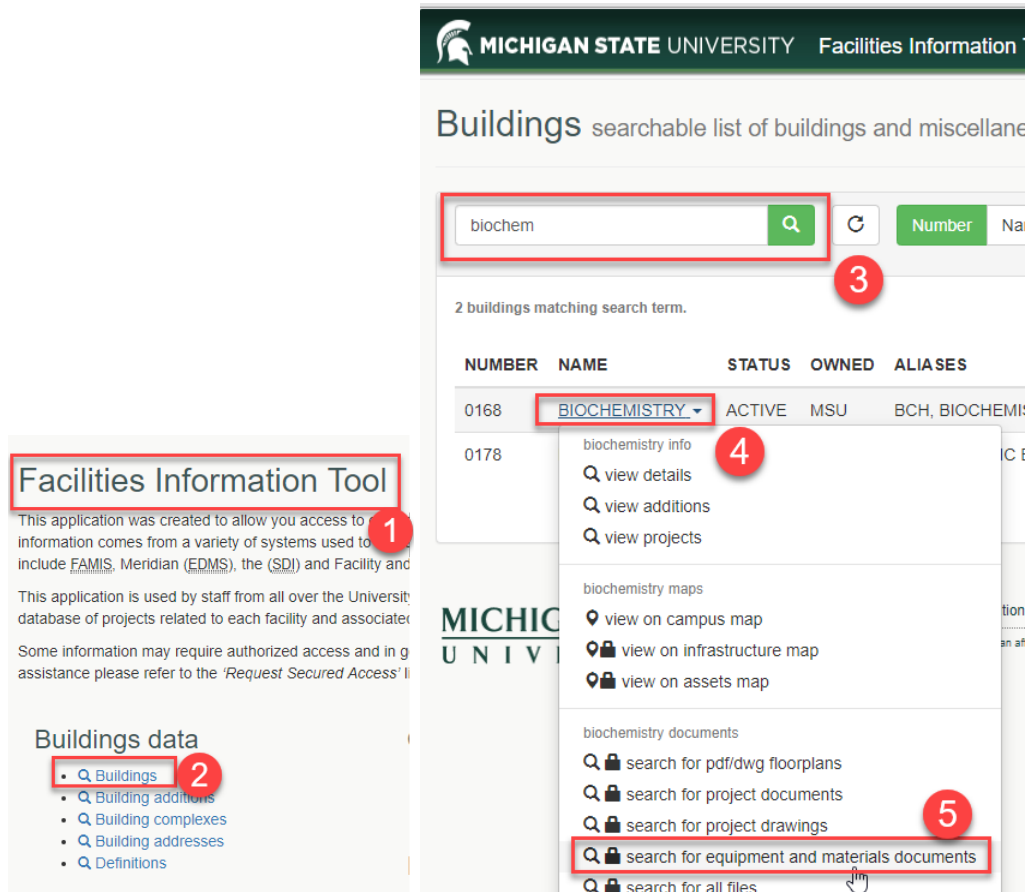 MICHIGAN STATE UNIVERSITY Facilities Information
Buildings searchable list of buildings and
biochem
Number
3
2 buildings matching search term.
NUMBER NAME STATUS OWNED ALIASES
0168 BIOCHEMISTRY ACTIVE MSU BCH,
0178
4
biochemistry info
view details
view additions
view projects
biochemistry maps
view on campus map
view on infrastructure map
view on assets map
biochemistry documents
search for pdf/dwg floorplans
search for project documents
search for project drawings
5
search for equipment and materials documents
search for all files
Facilities Information Tool
1
This application was created to allow you access to
information comes from a variety of systems used to
include FAMIS, Meridian (EDMS), the (SDI) and Facility and
This application is used by staff from all over the University
database of projects related to each facility and associated
Some information may require authorized access and in
assistance please refer to the 'Request Secured Access'
Buildings data
Buildings
2
Building additions
Building complexes
Building addresses
Definitions